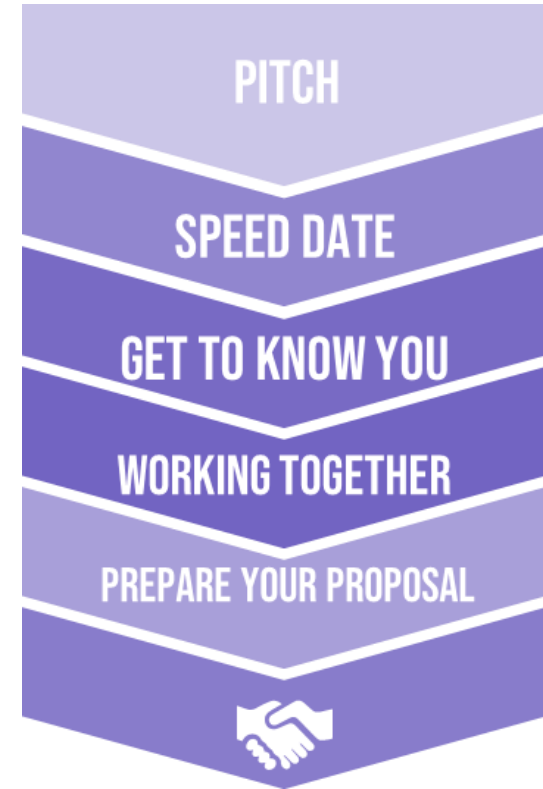 PITCH
SPEED DATE
GET TO KNOW YOU
WORKING TOGETHER
PREPARE YOUR PROPOSAL